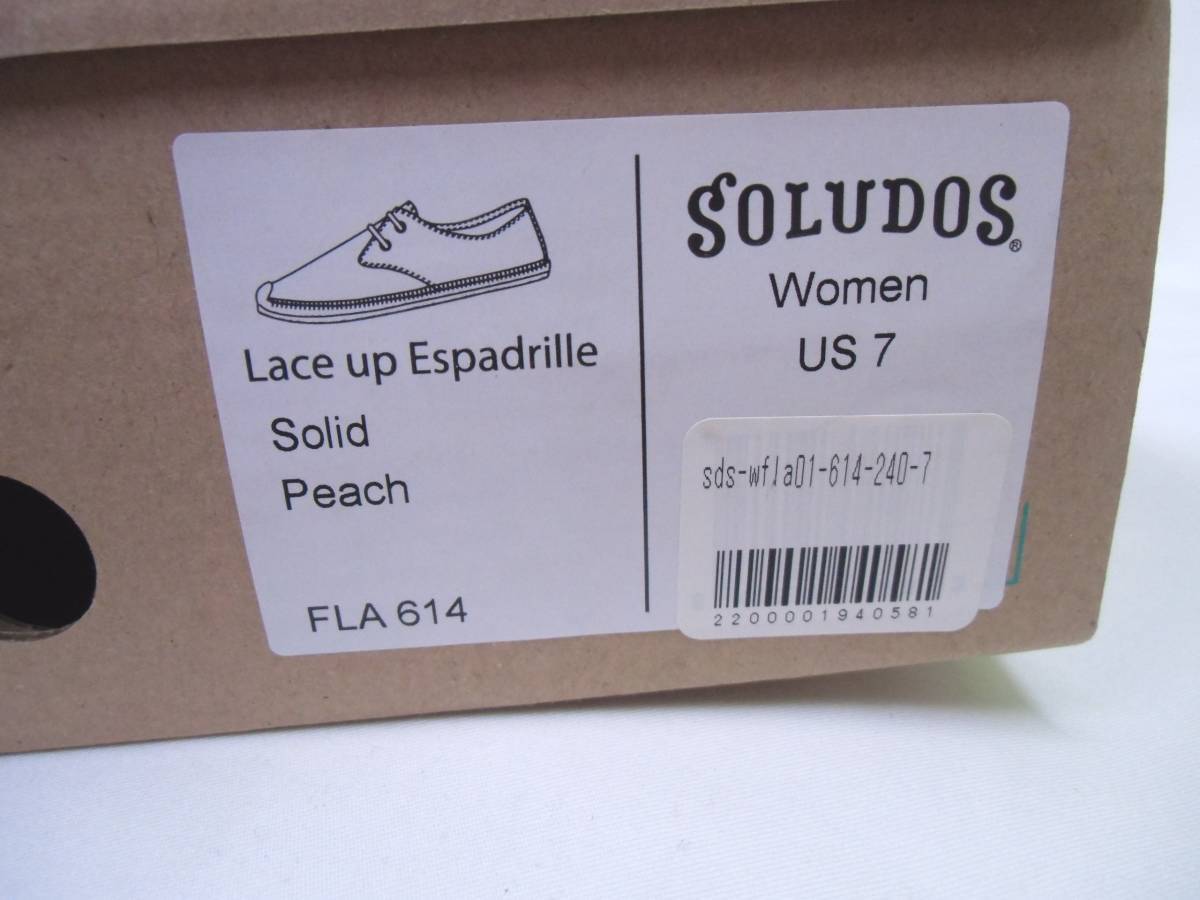 Lace up Espadrille
Solid
Peach
FLA 614
SOLUDOS®
Women
US 7
sds-wfla01-614-240-7
2200001940581